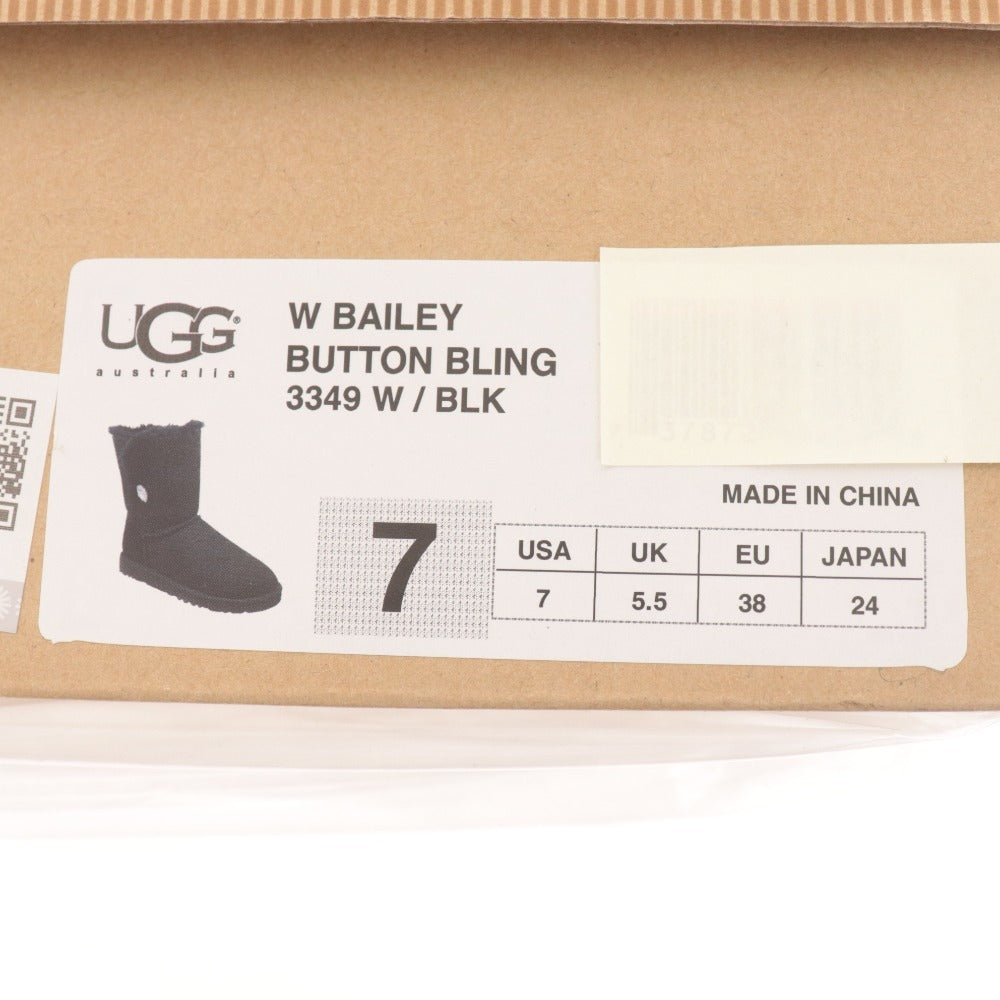 UGG®
australia
W BAILEY
BUTTON BLING
3349 W / BLK
MADE IN CHINA
7
USA UK EU JAPAN
7 5.5 38 24